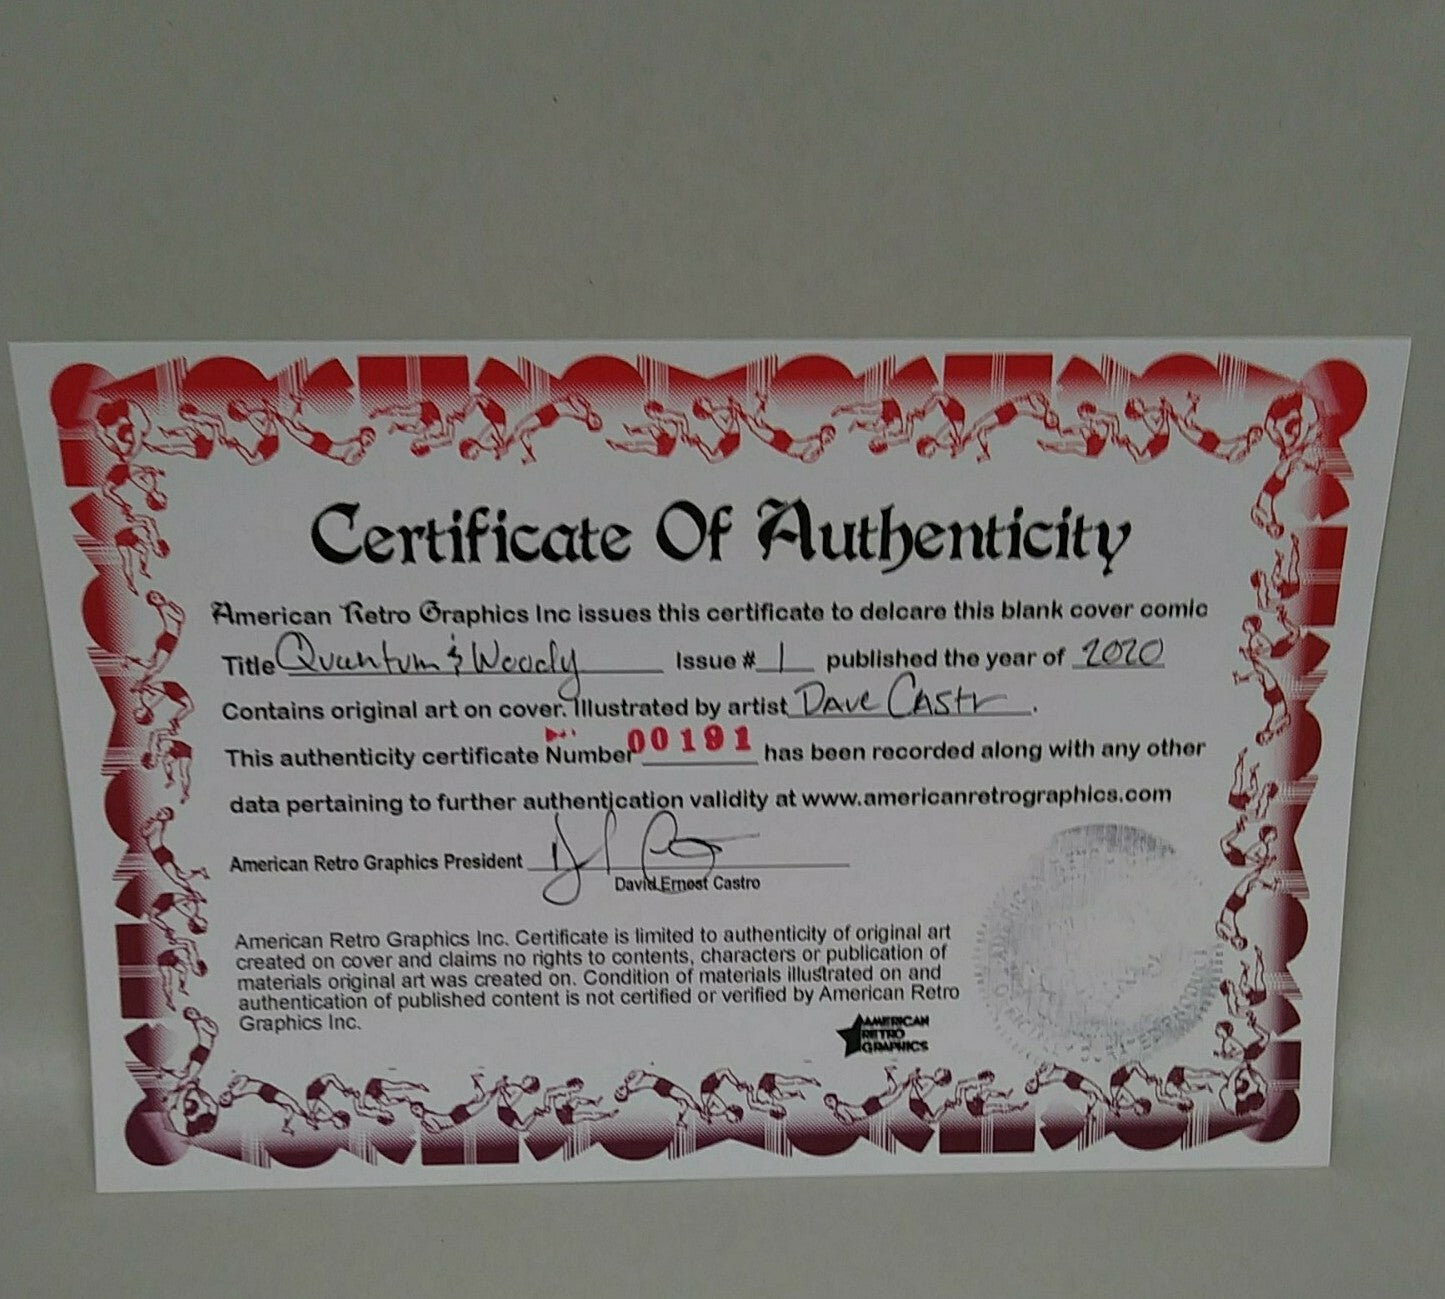 Certificate Of Authenticity
American Retro Graphics Inc issues this certificate to delcare this blank cover comic
Title Quantum & Woody Issue # 1 published the year of 2020
Contains original art on cover. Illustrated by artist Dave Castr.
This authenticity certificate Number 00191 has been recorded along with any other
data pertaining to further authentication validity at www.americanretrographics.com
American Retro Graphics President
David Ernest Castro
American Retro Graphics Inc. Certificate is limited to authenticity of original art
created on cover and claims no rights to contents, characters or publication of
materials original art was created on. Condition of materials illustrated on and
authentication of published content is not certified or verified by American Retro
Graphics Inc.
AMERICAN
RETRO
GRAPHICS